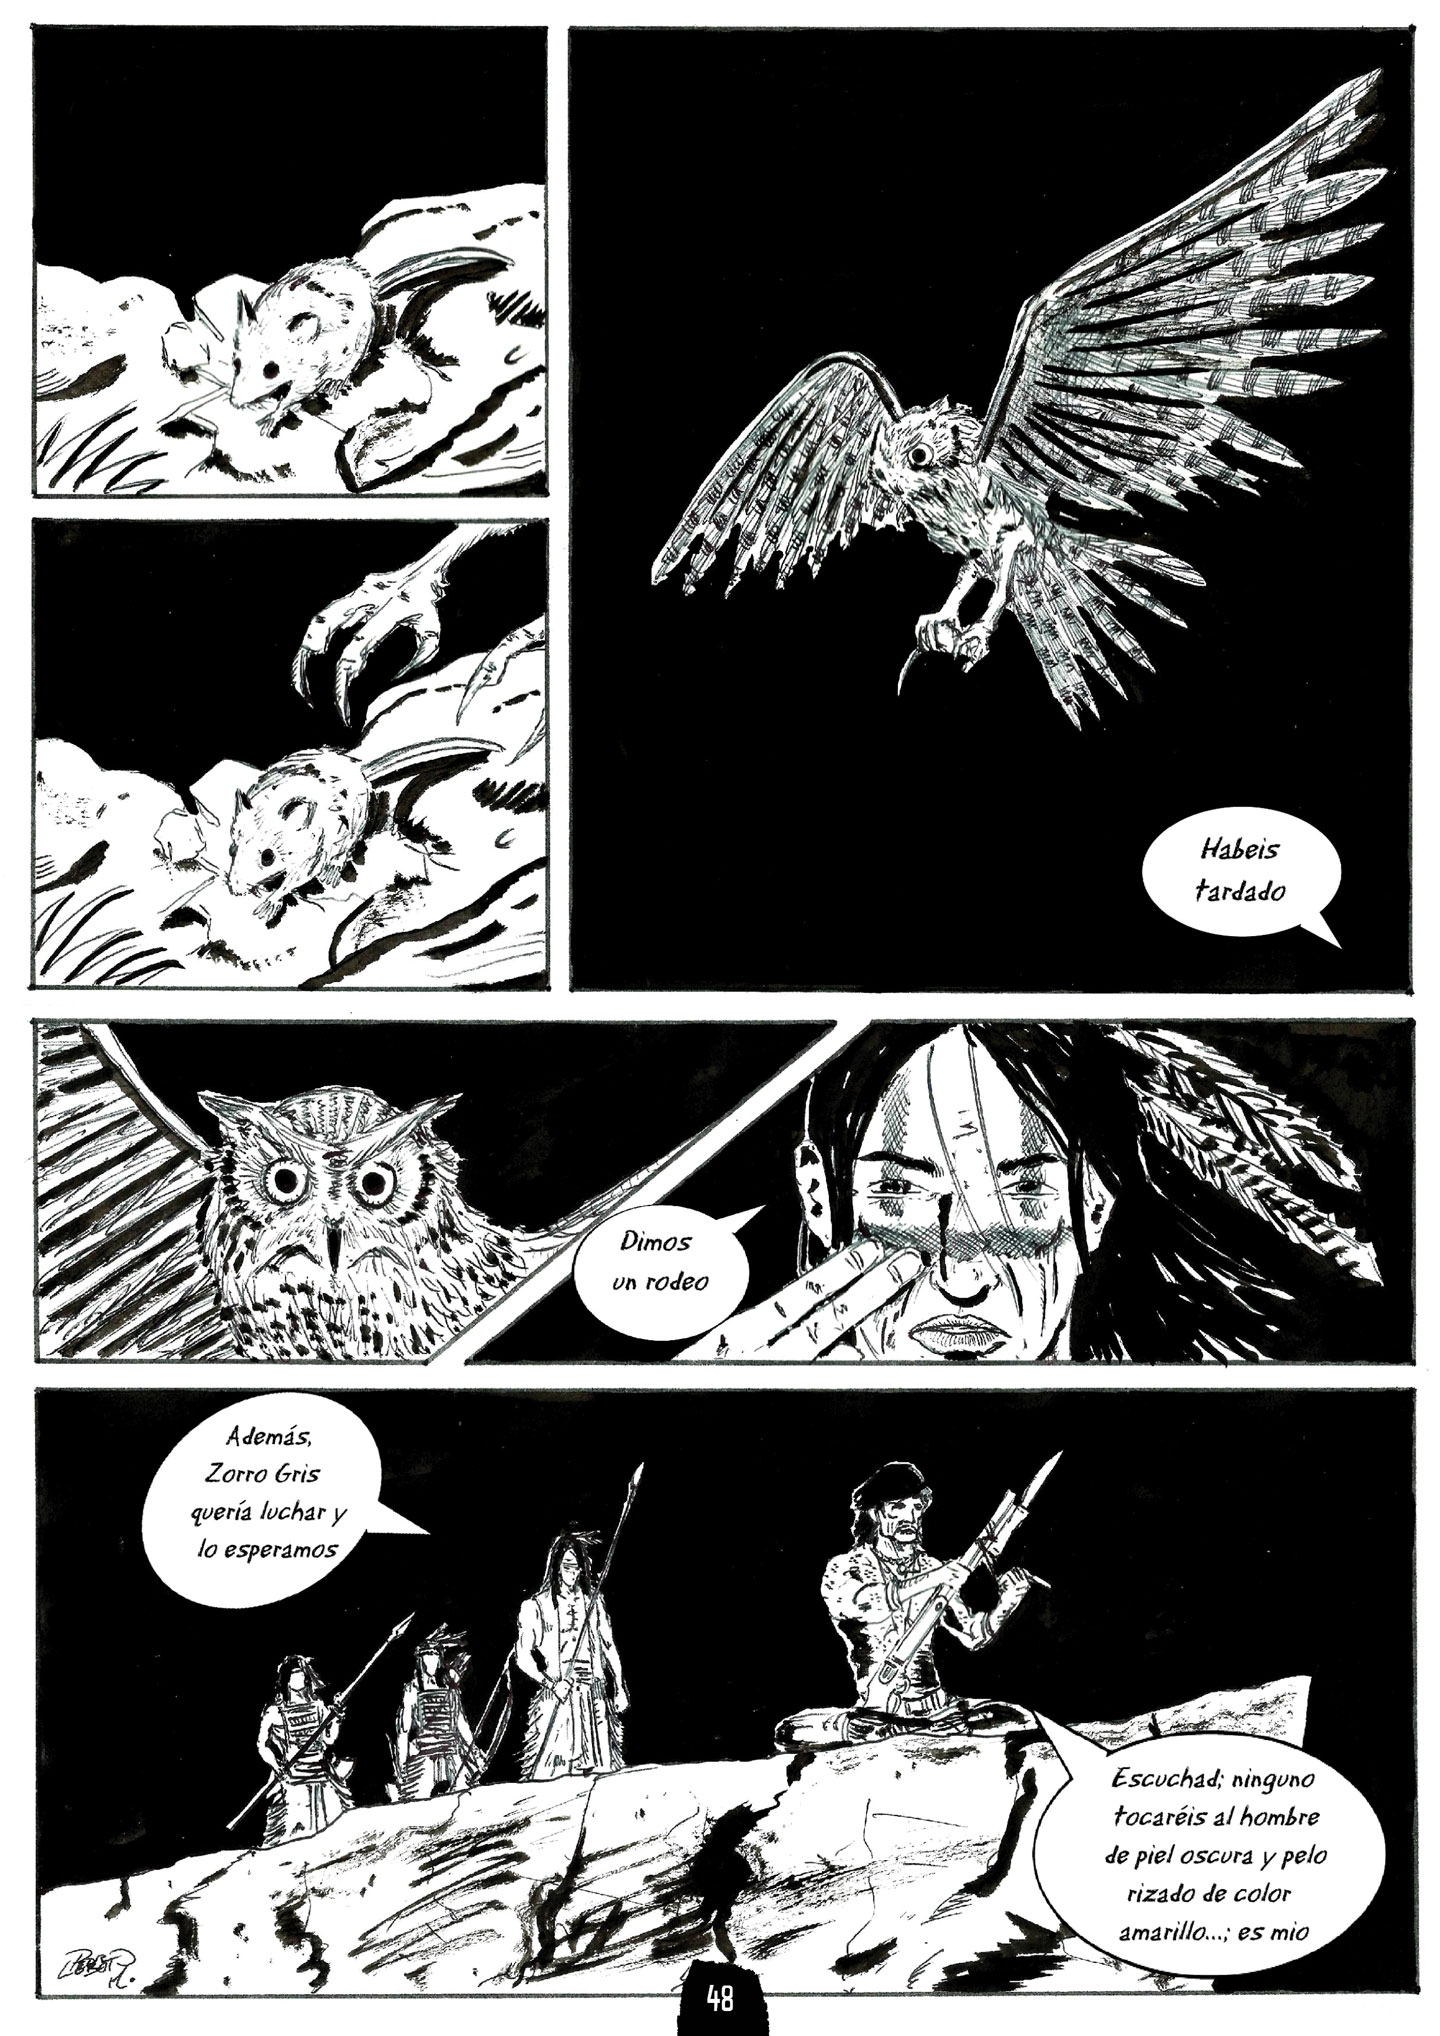 Habeis
tardado
Dimos
un rodeo
Además,
Zorro Gris
quería luchar y
lo esperamos
Escuchad; ninguno
tocaréis al hombre
de piel oscura y pelo
rizado de color
amarillo...; es mio
48